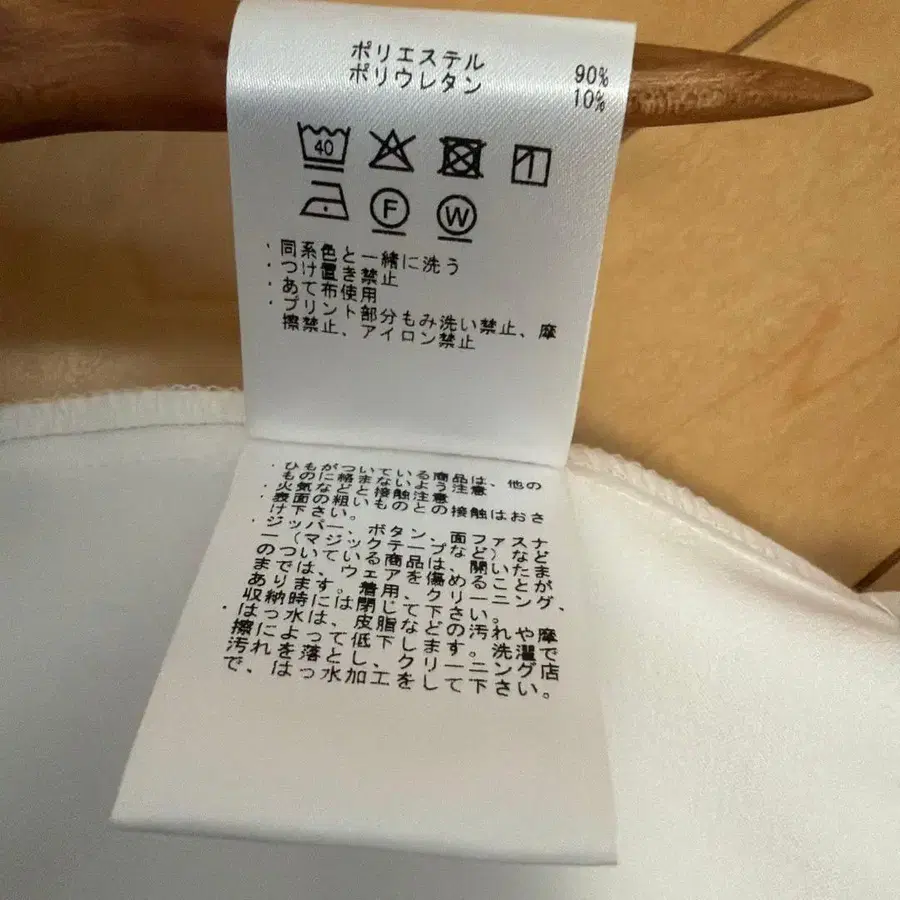 ポリエステル 90%
ポリウレタン 10%
40
F W
・同系色と一緒に洗う
・つけ置き禁止
・あて布使用
・プリント部分もみ洗い禁止、摩
擦禁止、アイロン禁止
・ひもがついている商品は、他の
ものに絡まないよう注意
・火気などと接触注意
・表面の粗いものとの接触はおさ
け下さい。
・ジッパー、ボタン、面ファスナ
ー（マジックテープなど）など
のついている商品は、開いたま
までは、ウェアを傷めることが
あります。着用、クリーニング、
収納時には閉じて下さい。
・はっ水は、皮脂などの汚れや摩
擦によって低下します。洗濯で
汚れを落とし、クリーニング店
で、はっ水加工をして下さい。